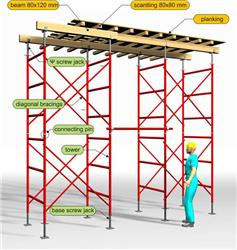 beam 80x120 mm
scantling 80x80 mm
planking
Ψ screw jack
diagonal bracings
connecting pin
tower
base screw jack